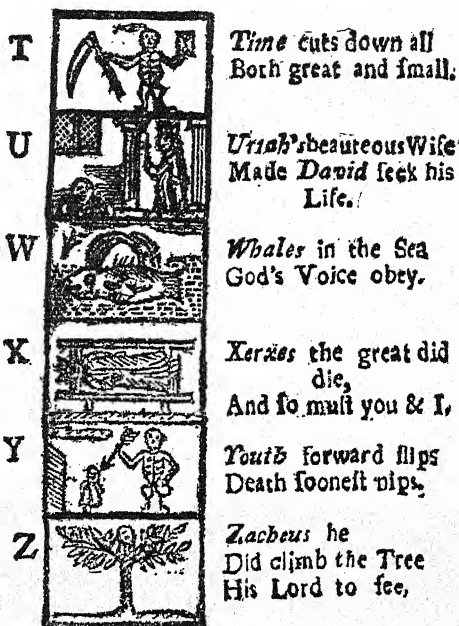 T
Time cuts down all
Both great and ſmall.
U
Uriah's beauteous Wife
Made David ſeek his
Life.
W
Whales in the Sea
God's Voice obey.
X
Xerxes the great did
die,
And ſo muſt you & I,
Y
Youth forward ſlips
Death ſooneſt nips.
Z
Zacheus he
Did climb the Tree
His Lord to ſee,